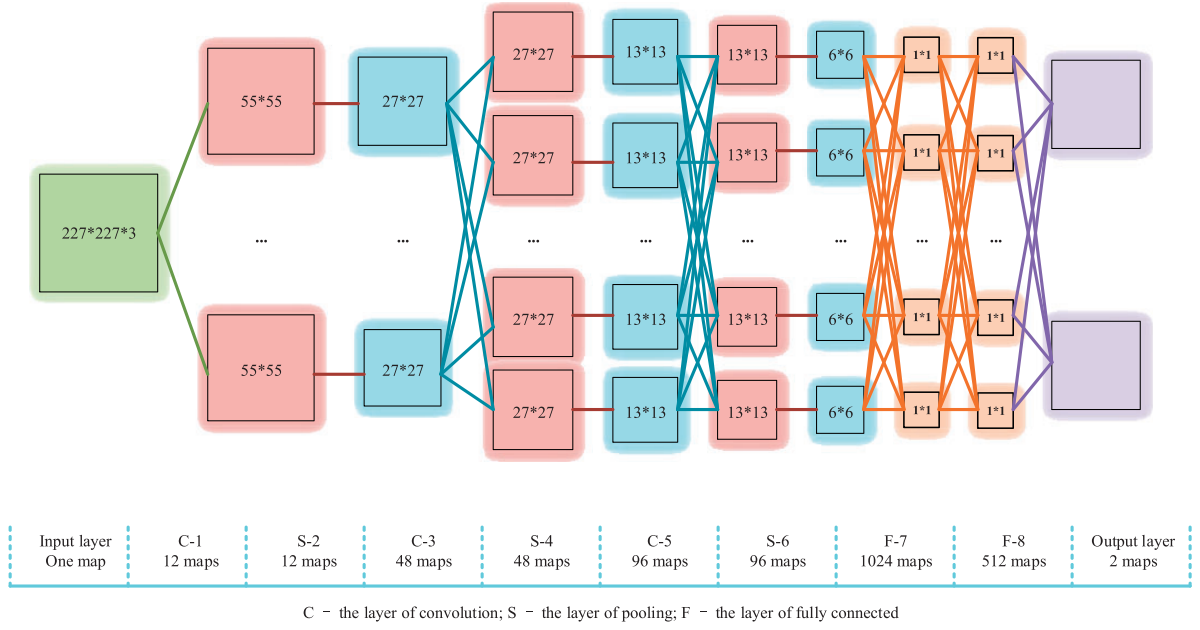 27*27 13*13 13*13 6*6 1*1 1*1
55*55 27*27
27*27 13*13 13*13 6*6 1*1 1*1
227*227*3 ... ... ... ... ... ... ... ...
27*27 13*13 13*13 6*6 1*1 1*1
55*55 27*27
27*27 13*13 13*13 6*6 1*1 1*1
Input layer C-1 S-2 C-3 S-4 C-5 S-6 F-7 F-8 Output layer
One map 12 maps 12 maps 48 maps 48 maps 96 maps 96 maps 1024 maps 512 maps 2 maps
C － the layer of convolution; S － the layer of pooling; F － the layer of fully connected